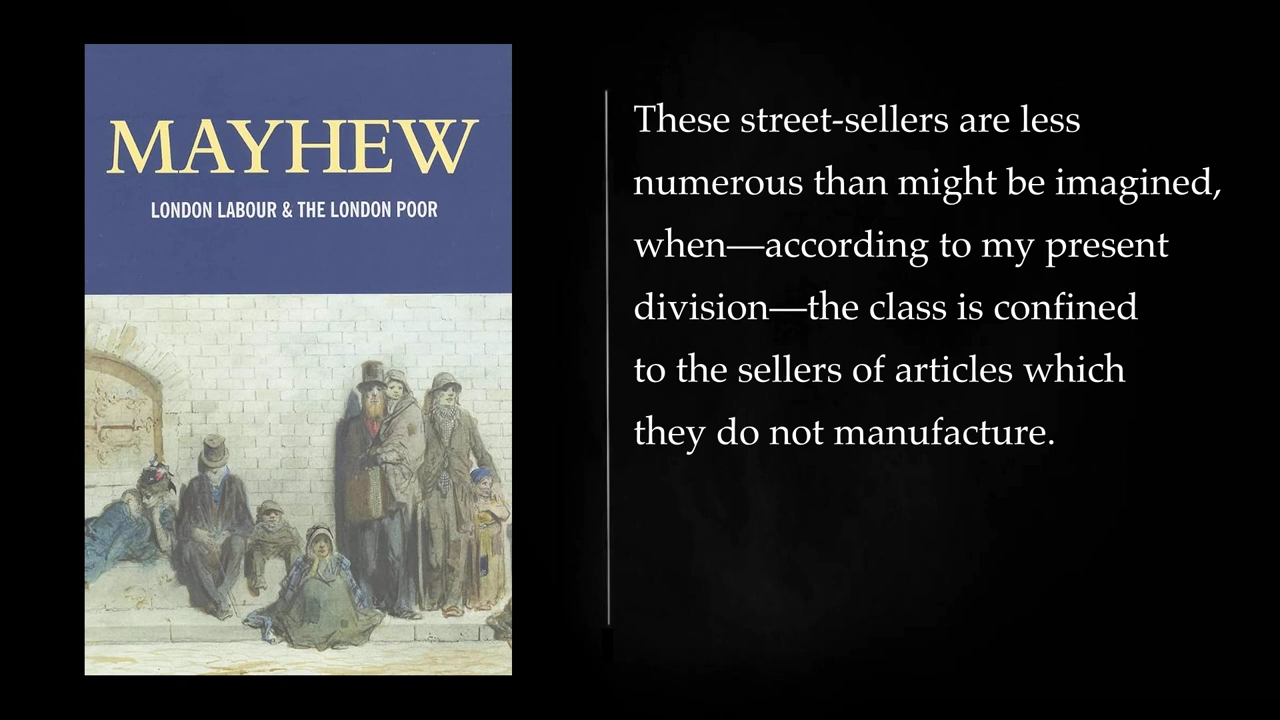 MAYHEW
LONDON LABOUR & THE LONDON POOR
These street-sellers are less
numerous than might be imagined,
when—according to my present
division—the class is confined
to the sellers of articles which
they do not manufacture.